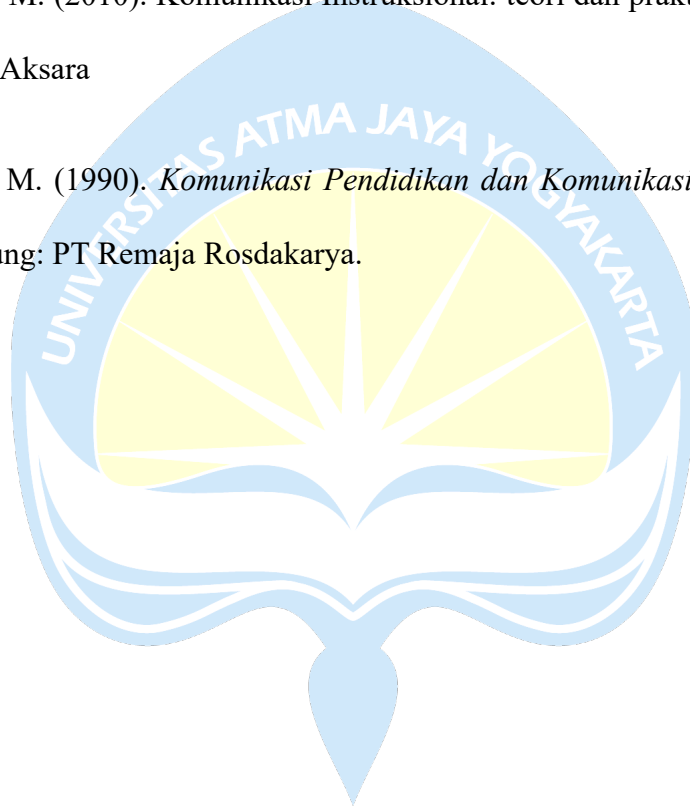 M. (2010). Komunikasi Instruksional: teori dan
Aksara
UNIVERSITAS ATMA JAYA YOGYAKARTA
M. (1990). Komunikasi Pendidikan dan Komunikasi
ung: PT Remaja Rosdakarya.